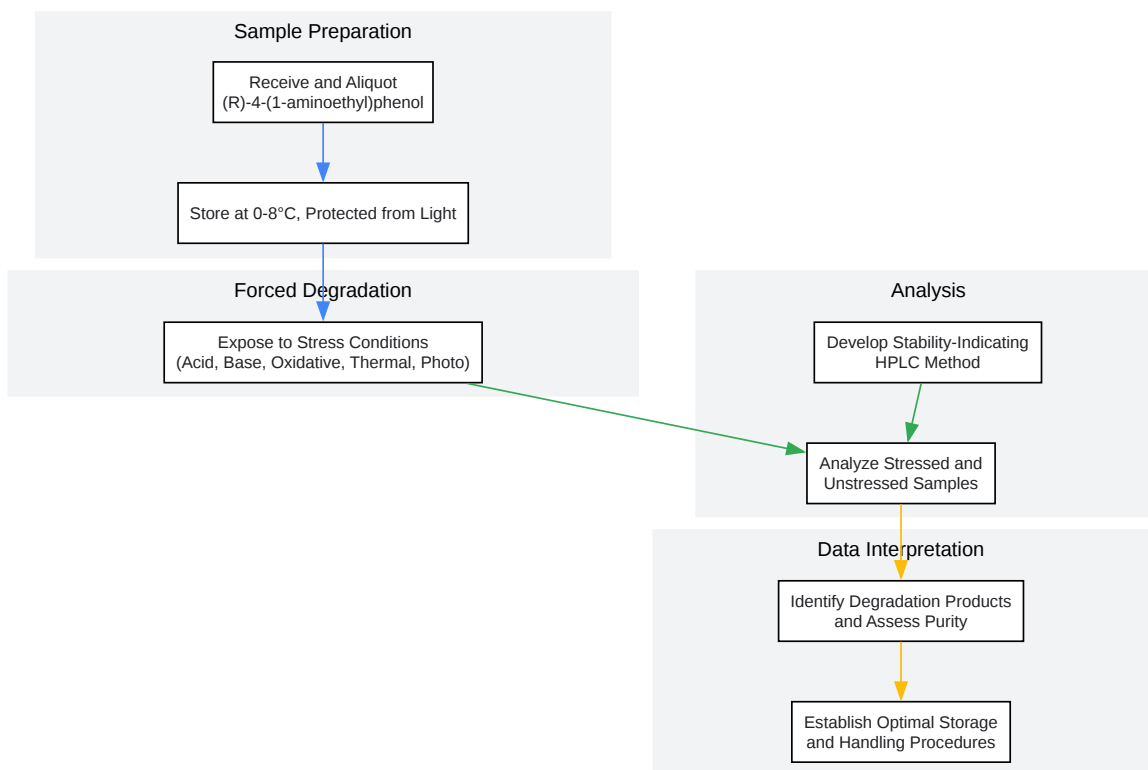 Sample Preparation
Receive and Aliquot
(R)-4-(1-aminoethyl)phenol
Store at 0-8°C, Protected from Light
Forced Degradation
Expose to Stress Conditions
(Acid, Base, Oxidative, Thermal, Photo)
Analysis
Develop Stability-Indicating
HPLC Method
Analyze Stressed and
Unstressed Samples
Data Interpretation
Identify Degradation Products
and Assess Purity
Establish Optimal Storage
and Handling Procedures